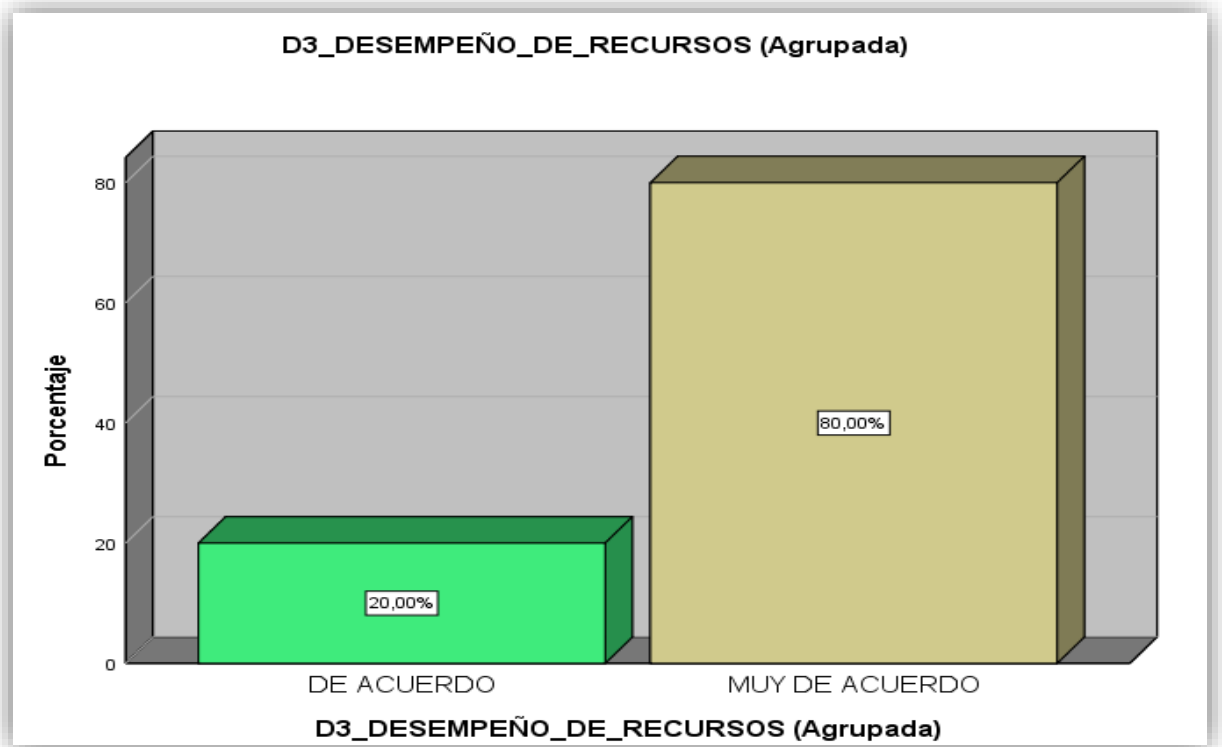 D3_DESEMPEÑO_DE_RECURSOS (Agrupada)
80
60
40
20
0
Porcentaje
80,00%
20,00%
DE ACUERDO
MUY DE ACUERDO
D3_DESEMPEÑO_DE_RECURSOS (Agrupada)